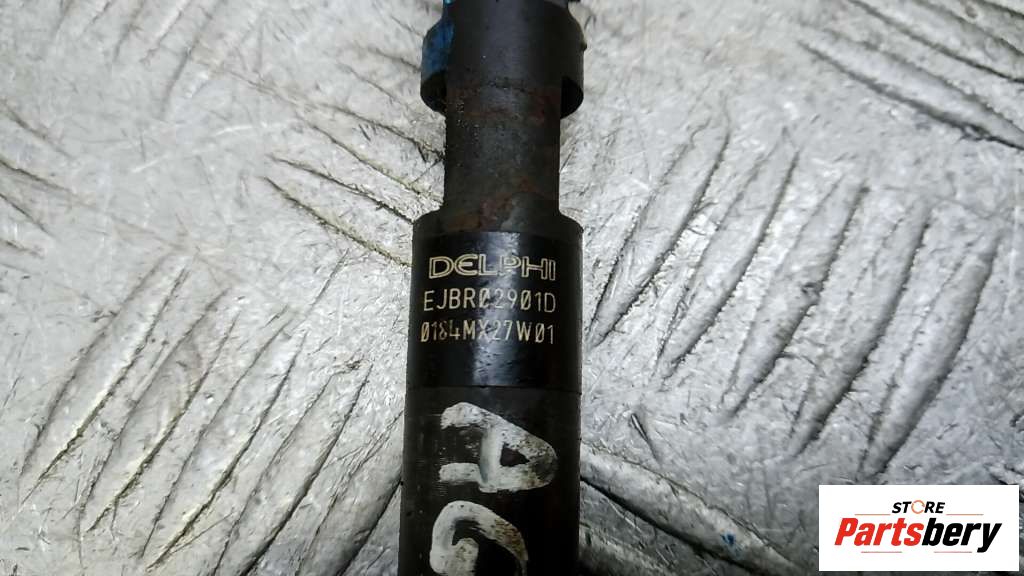 DELPHI
EJBR02901D
0184MX27W01
STORE
Partsbery